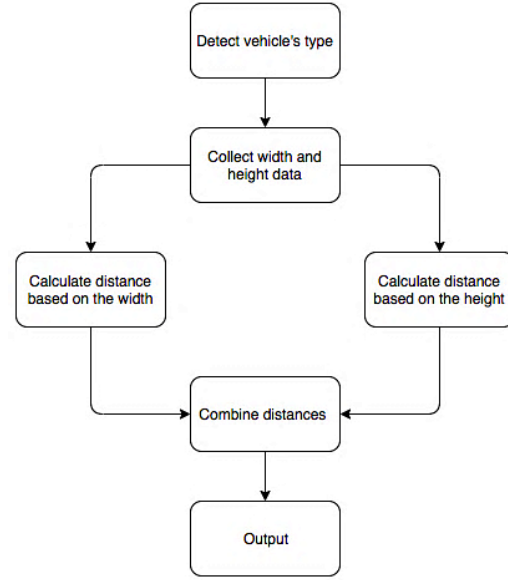 Detect vehicle's type
Collect width and
height data
Calculate distance
based on the width
Calculate distance
based on the height
Combine distances
Output